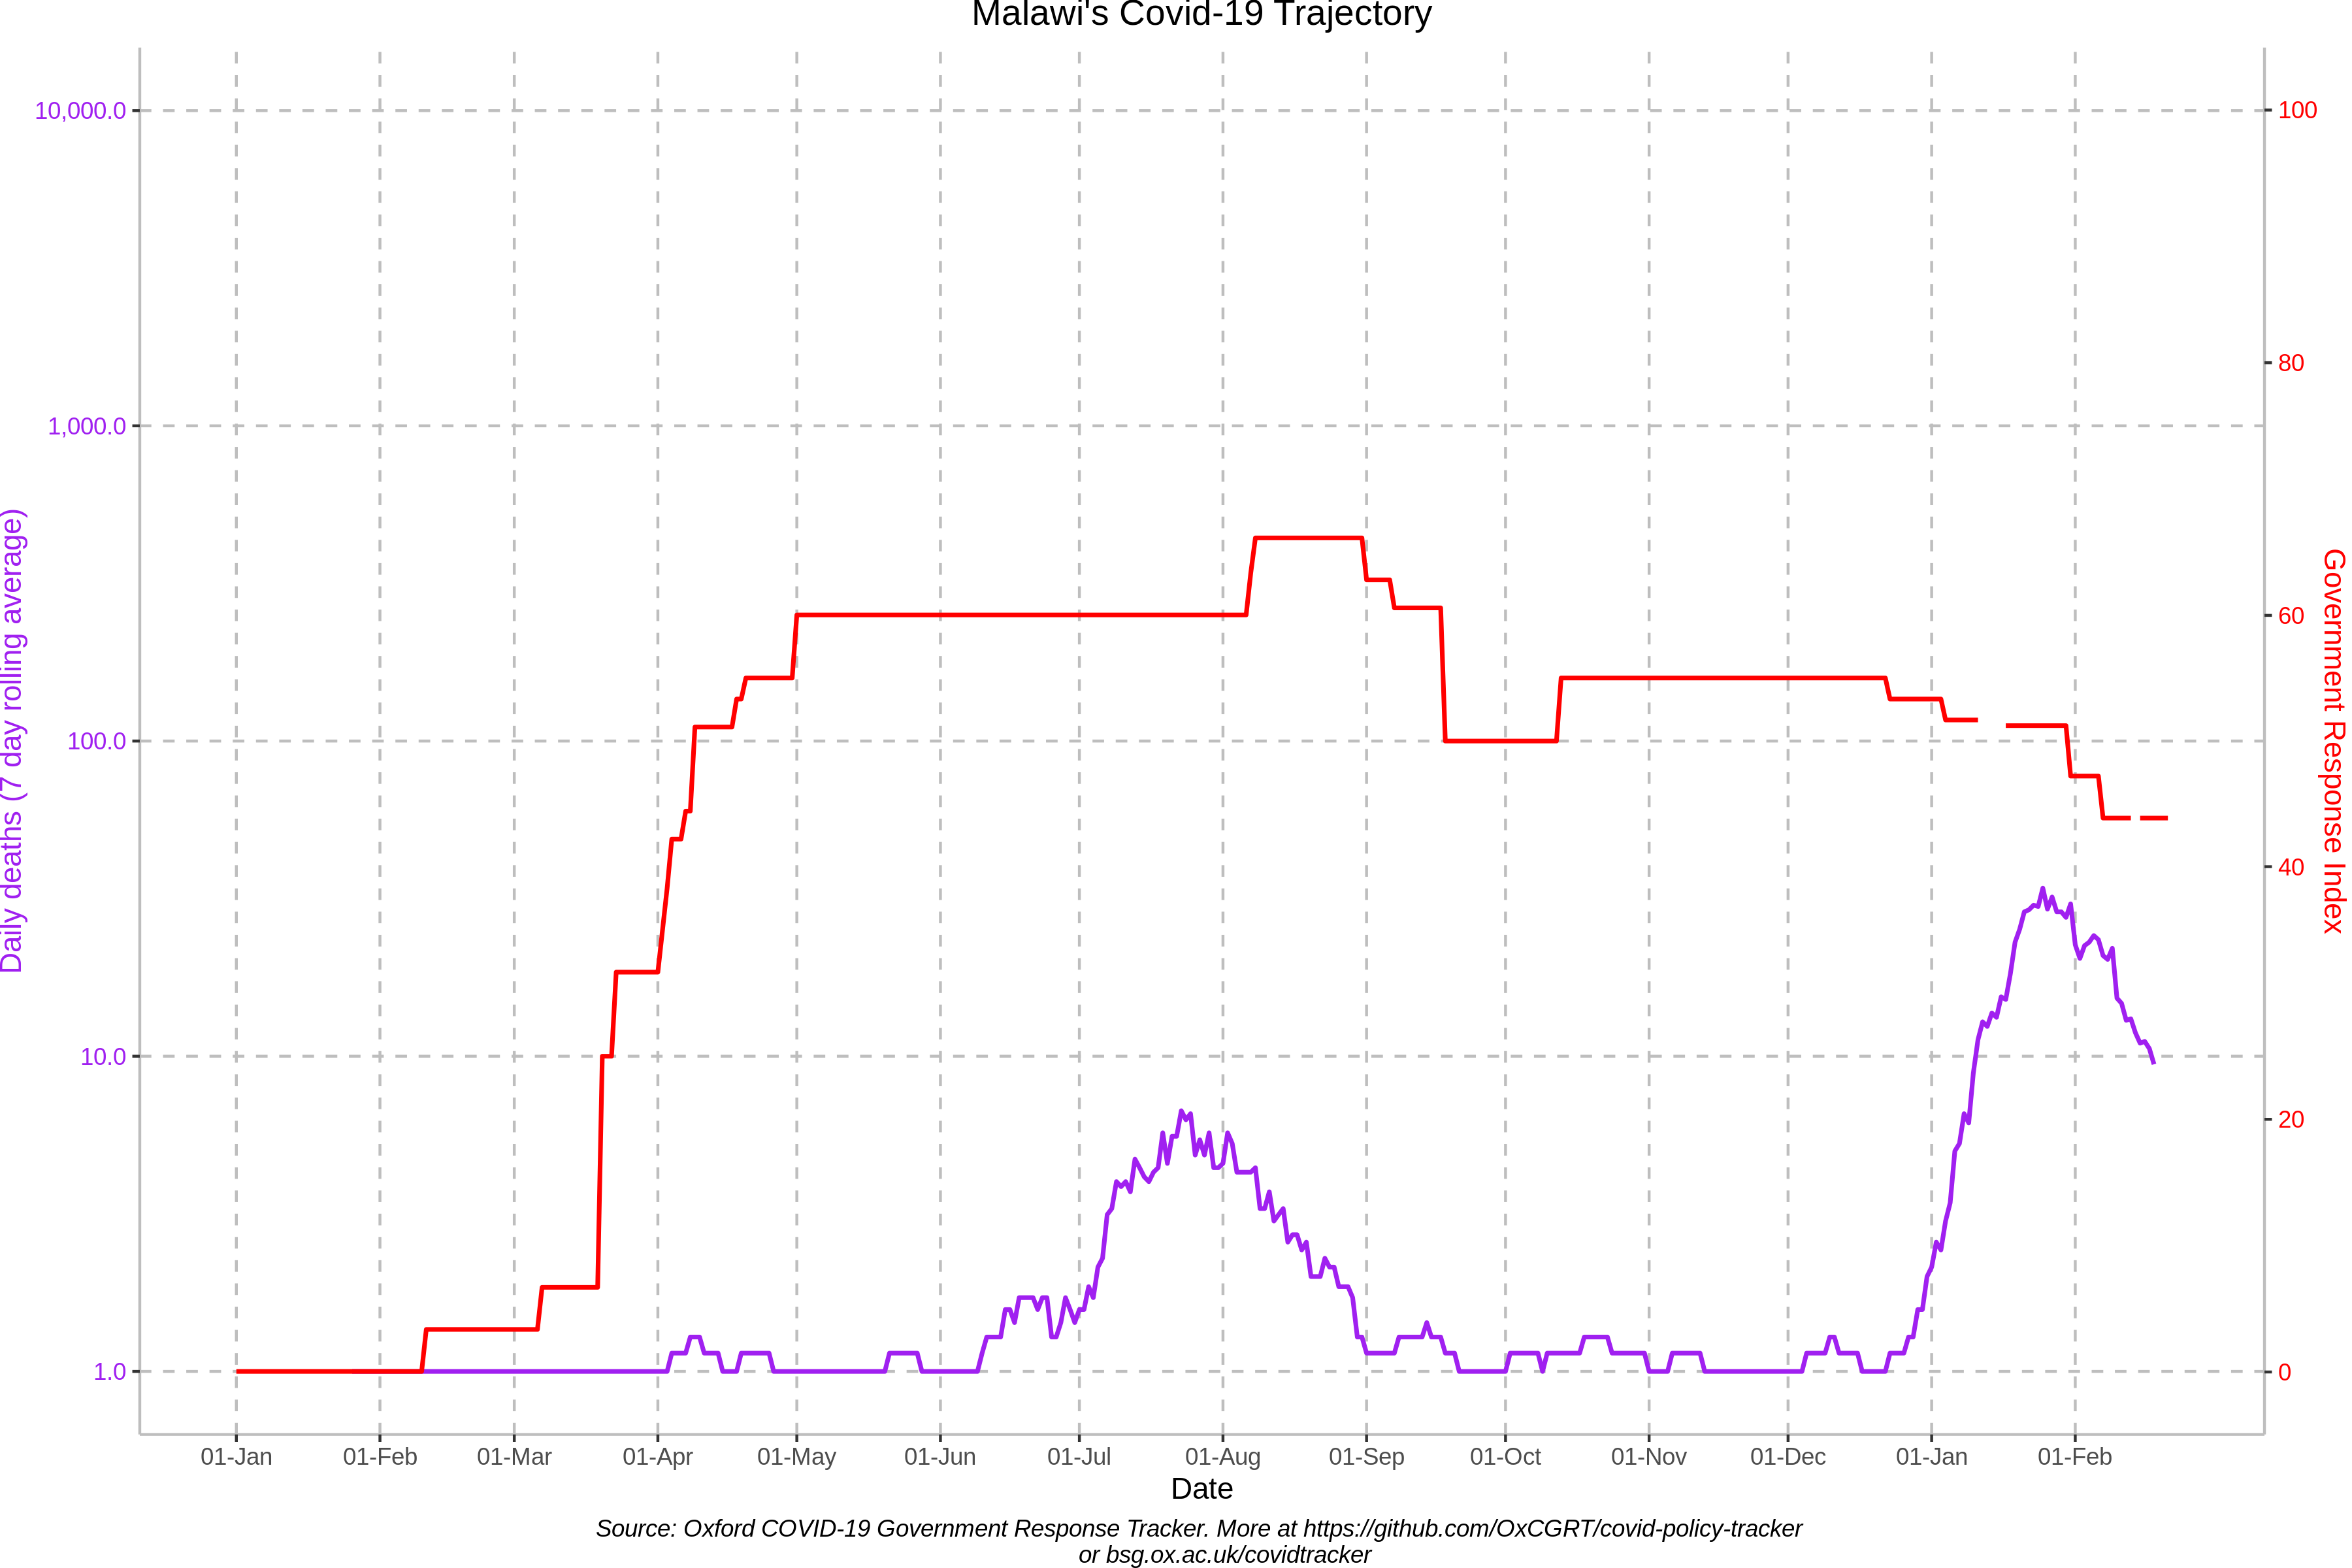 Malawi's Covid-19 Trajectory
10,000.0
1,000.0
100.0
10.0
1.0
Daily deaths (7 day rolling average)
100
80
60
40
20
0
Government Response Index
01-Jan 01-Feb 01-Mar 01-Apr 01-May 01-Jun 01-Jul 01-Aug 01-Sep 01-Oct 01-Nov 01-Dec 01-Jan 01-Feb
Date
Source: Oxford COVID-19 Government Response Tracker. More at https://github.com/OxCGRT/covid-policy-tracker
or bsg.ox.ac.uk/covidtracker